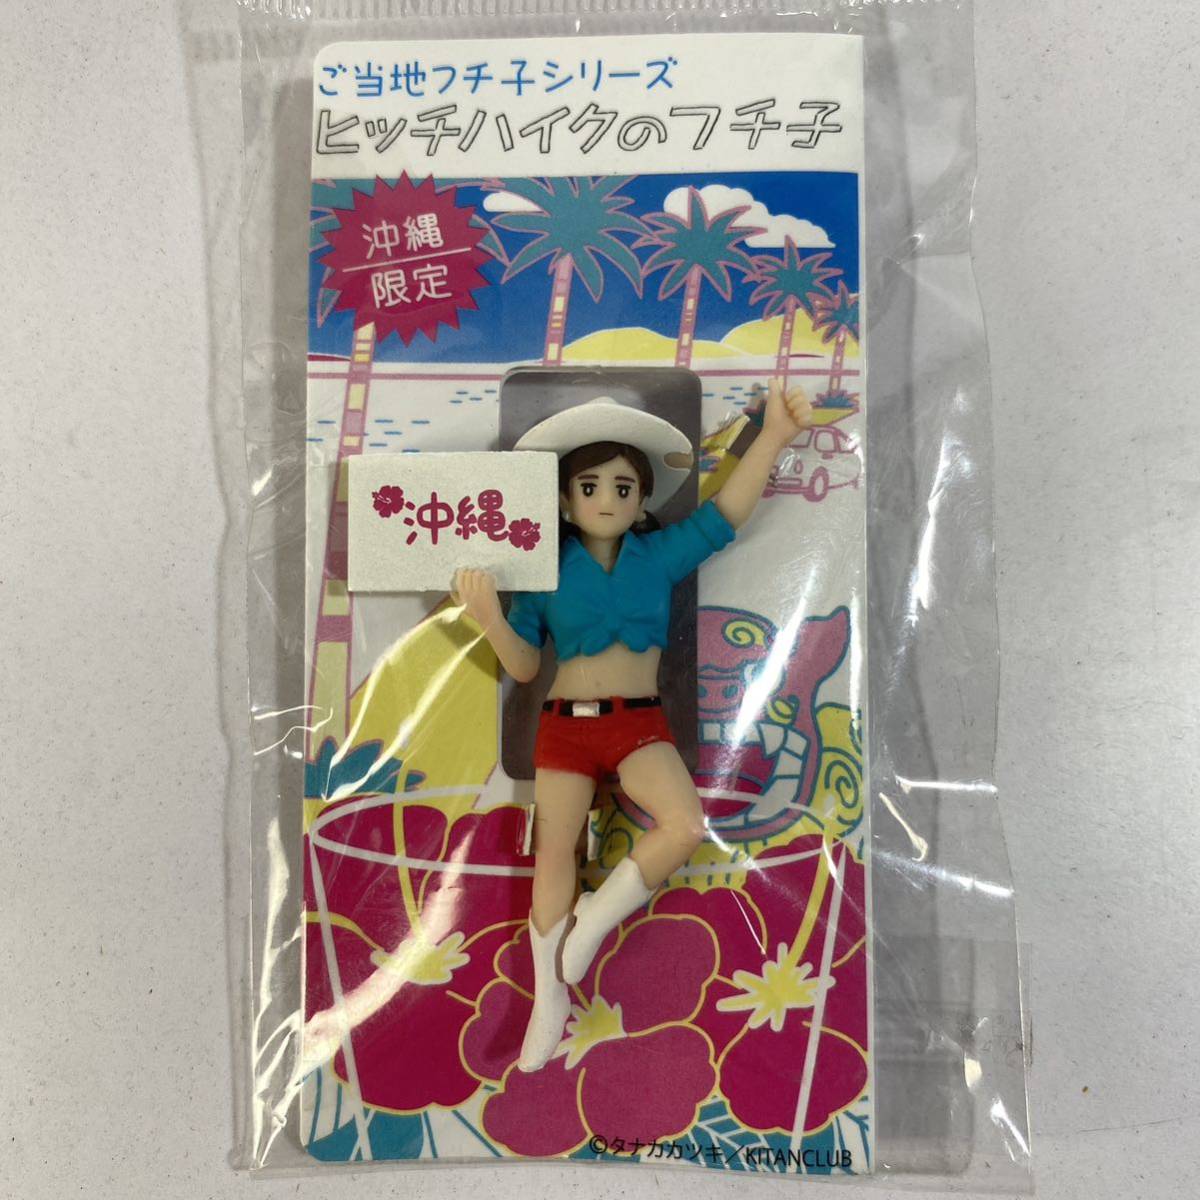 ご当地フチ子シリーズ
ヒッチハイクのフチ子
沖縄
限定
沖縄
©タナカカツキ／KITANCLUB